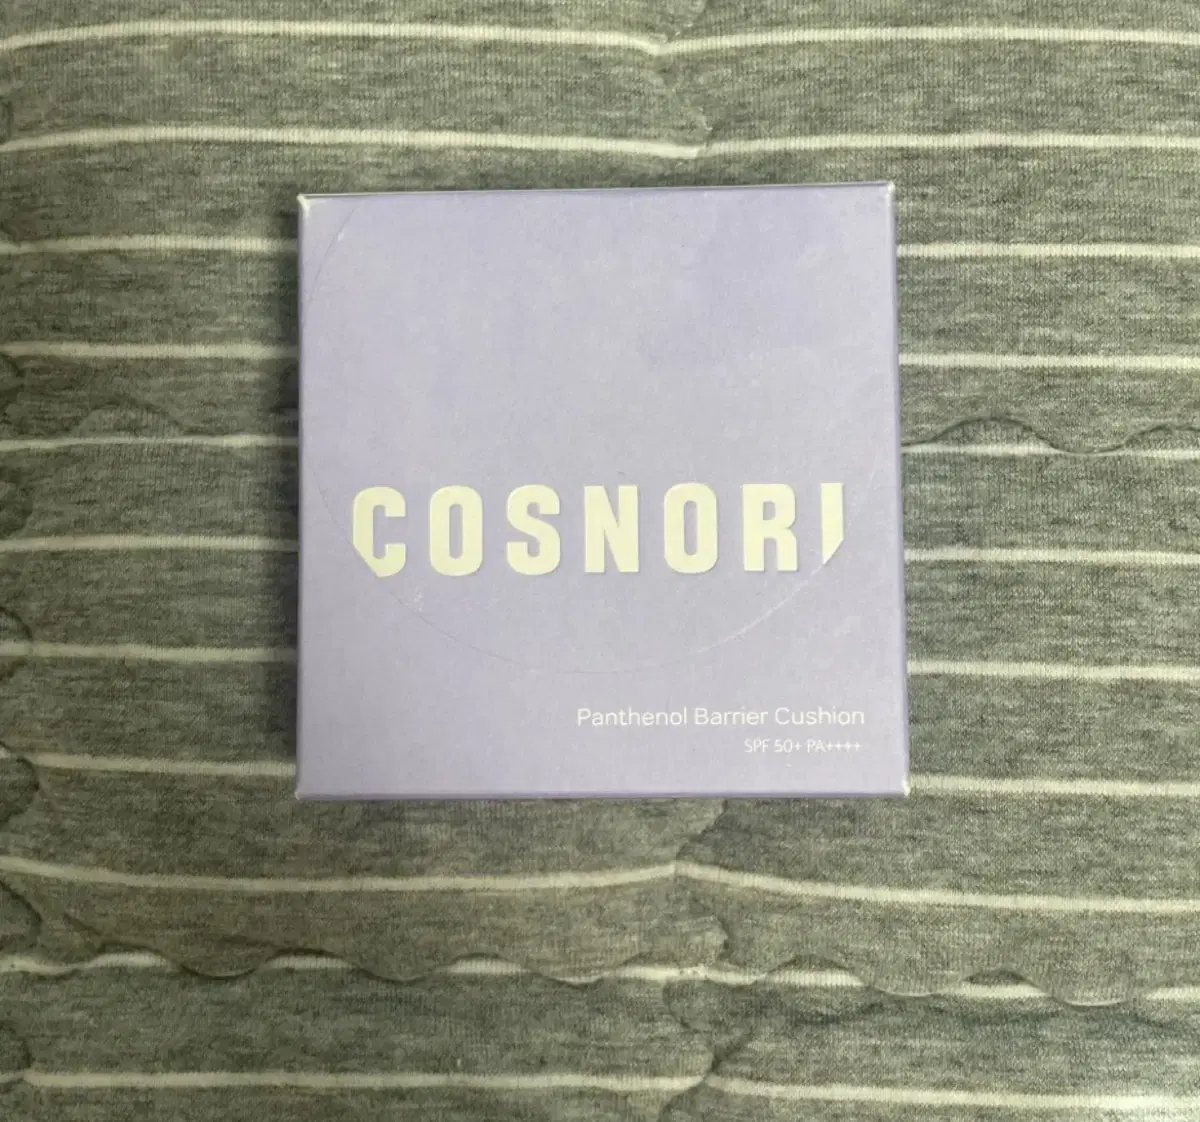 COSNORI
Panthenol Barrier Cushion
SPF 50+ PA++++